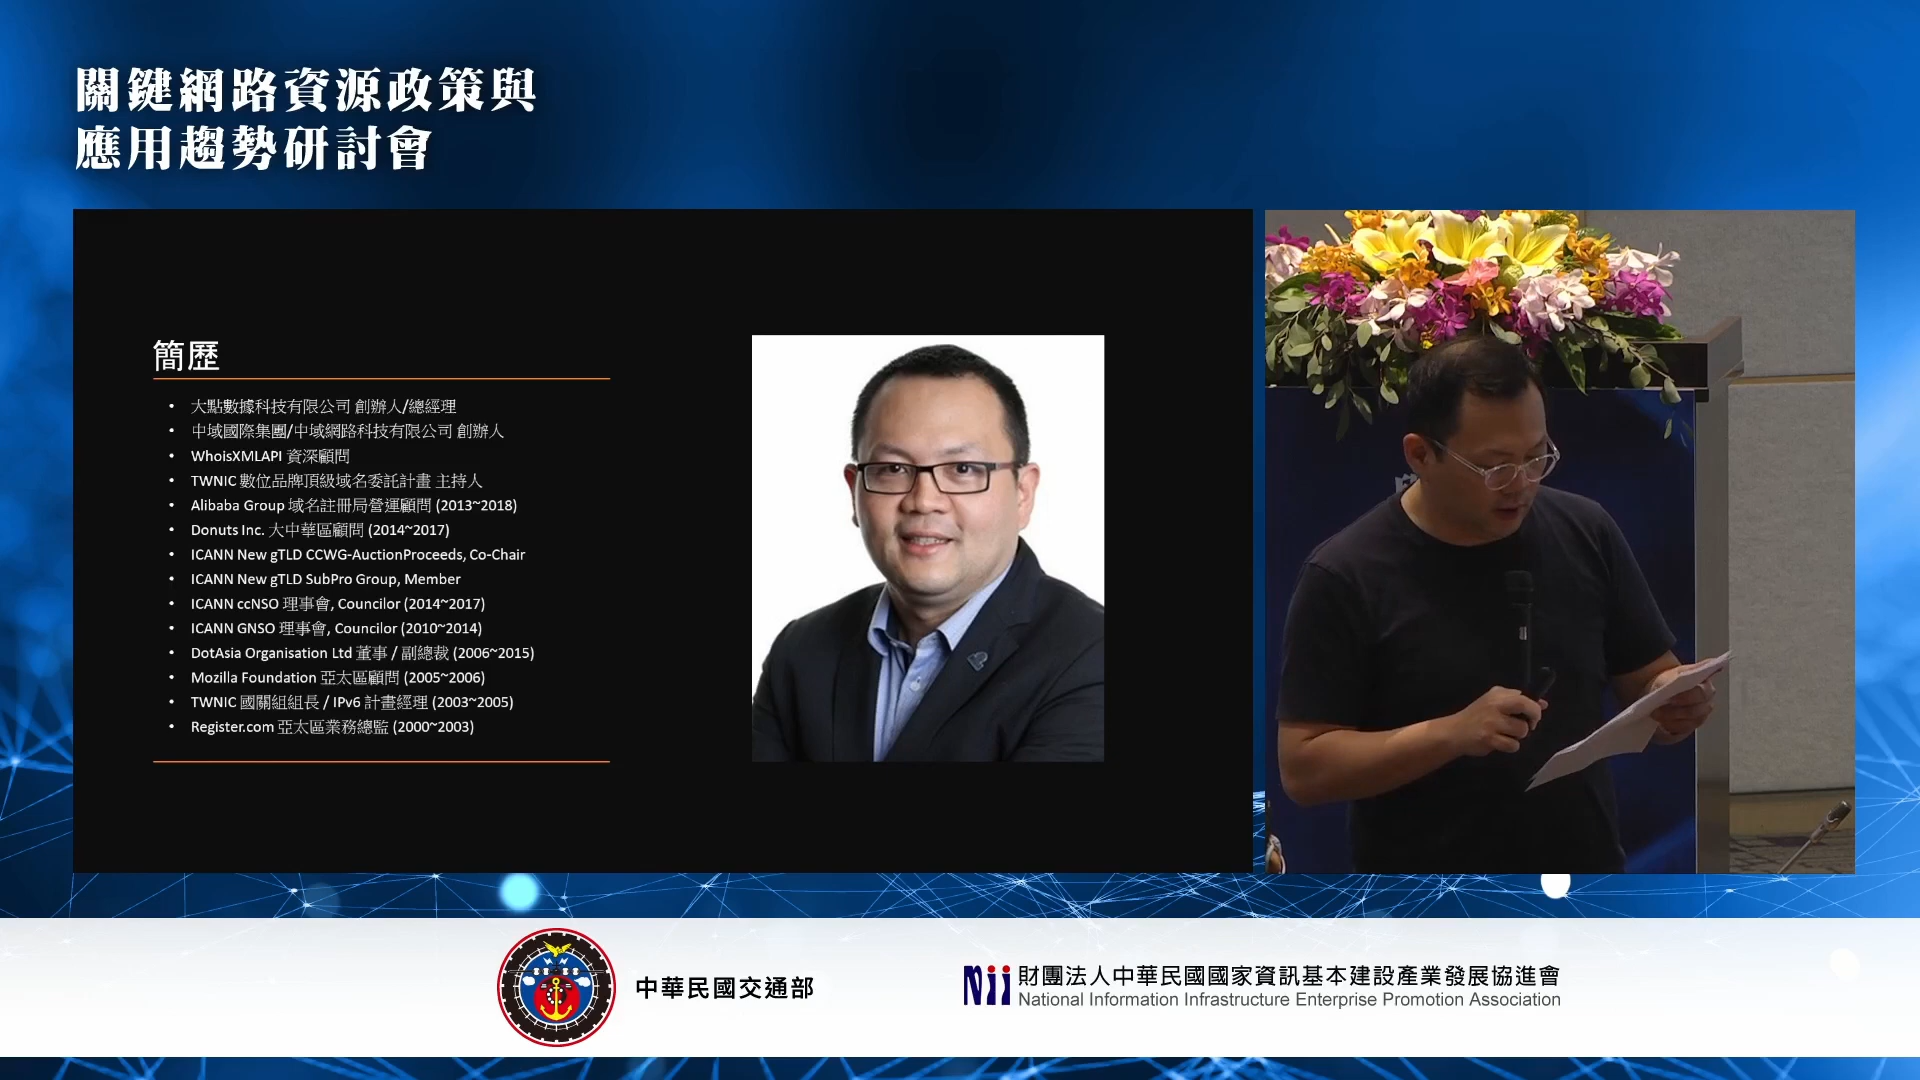 關鍵網路資源政策與
應用趨勢研討會
簡歷
• 大點數據科技有限公司 創辦人/總經理
• 中域國際集團/中域網路科技有限公司 創辦人
• WhoisXMLAPI 資深顧問
• TWNIC 數位品牌頂級域名委託計畫 主持人
• Alibaba Group 域名註冊局營運顧問 (2013~2018)
• Donuts Inc. 大中華區顧問 (2014~2017)
• ICANN New gTLD CCWG-AuctionProceeds, Co-Chair
• ICANN New gTLD SubPro Group, Member
• ICANN ccNSO 理事會, Councilor (2014~2017)
• ICANN GNSO 理事會, Councilor (2010~2014)
• DotAsia Organisation Ltd 董事 / 副總裁 (2006~2015)
• Mozilla Foundation 亞太區顧問 (2005~2006)
• TWNIC 國關組組長 / IPv6 計畫經理 (2003~2005)
• Register.com 亞太區業務總監 (2000~2003)
中華民國交通部
nii 財團法人中華民國國家資訊基本建設產業發展協進會
National Information Infrastructure Enterprise Promotion Association